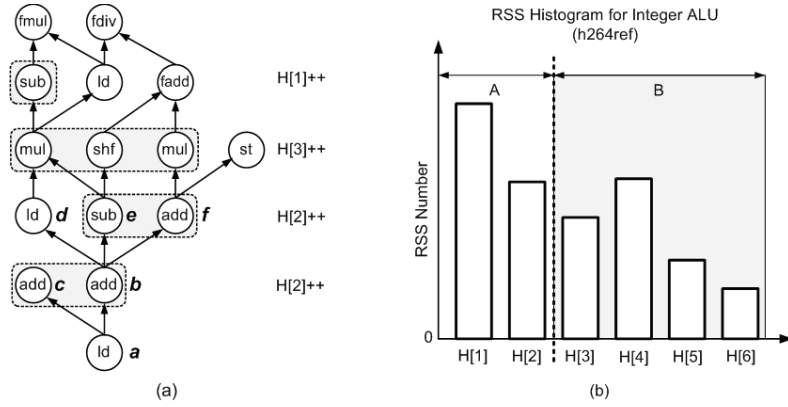 fmul fdiv
sub ld fadd H[1]++
mul shf mul st H[3]++
ld d sub e add f H[2]++
add c add b H[2]++
ld a
(a)
RSS Histogram for Integer ALU
(h264ref)
A B
RSS Number
0
H[1] H[2] H[3] H[4] H[5] H[6]
(b)